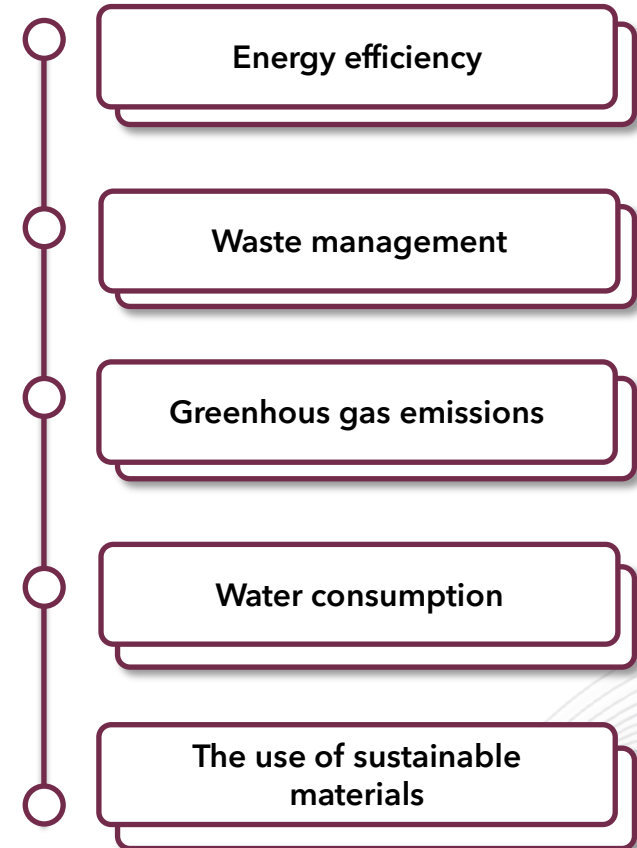 Energy efficiency
Waste management
Greenhous gas emissions
Water consumption
The use of sustainable
materials